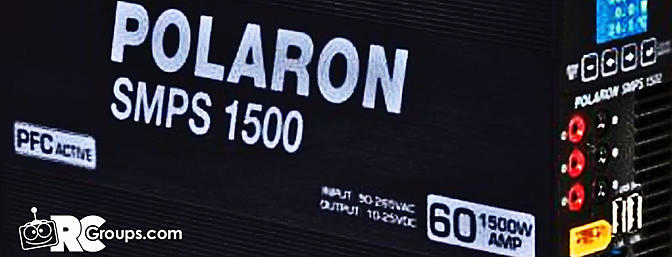 POLARON
SMPS 1500
PFC ACTIVE
INPUT 90-265VAC
OUTPUT 10-25VDC
60 1500W
AMP
POLARON SMPS 1500
RC
Groups.com